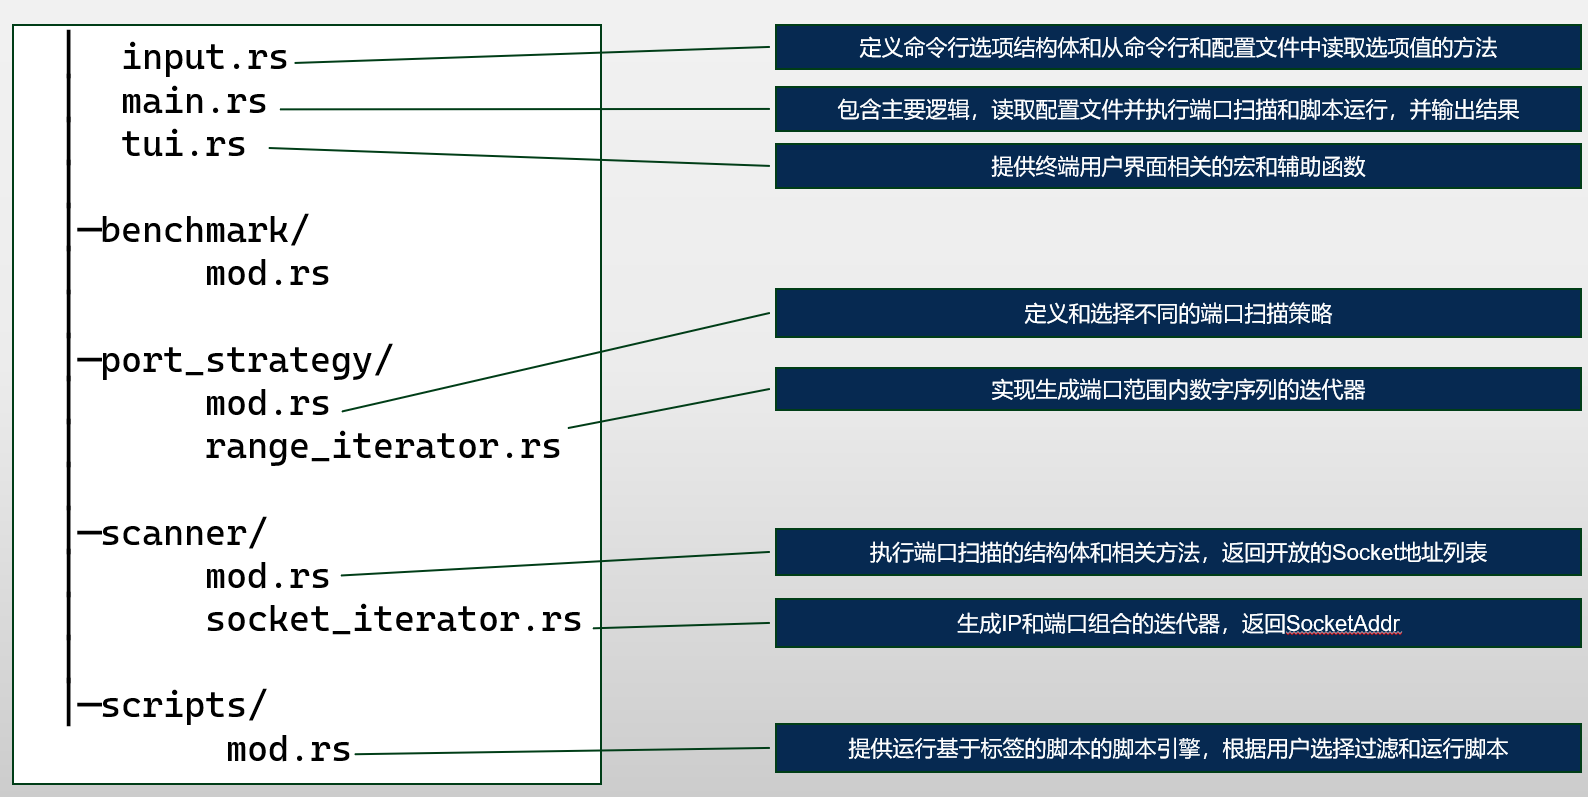 input.rs
定义命令行选项结构体和从命令行和配置文件中读取选项值的方法
main.rs
包含主要逻辑，读取配置文件并执行端口扫描和脚本运行，并输出结果
tui.rs
提供终端用户界面相关的宏和辅助函数
benchmark/
mod.rs
port_strategy/
mod.rs
定义和选择不同的端口扫描策略
range_iterator.rs
实现生成端口范围内数字序列的迭代器
scanner/
mod.rs
执行端口扫描的结构体和相关方法，返回开放的Socket地址列表
socket_iterator.rs
生成IP和端口组合的迭代器，返回SocketAddr
scripts/
mod.rs
提供运行基于标签的脚本的脚本引擎，根据用户选择过滤和运行脚本